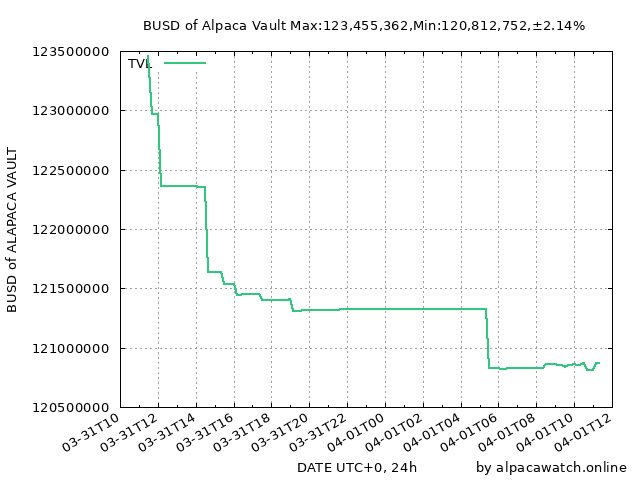 BUSD of Alpaca Vault Max:123,455,362,Min:120,812,752,±2.14%
TVL
123500000
123000000
122500000
122000000
121500000
121000000
120500000
BUSD of ALAPACA VAULT
03-31T10
03-31T12
03-31T14
03-31T16
03-31T18
03-31T20
03-31T22
04-01T00
04-01T02
04-01T04
04-01T06
04-01T08
04-01T10
04-01T12
DATE UTC+0, 24h
by alpacawatch.online